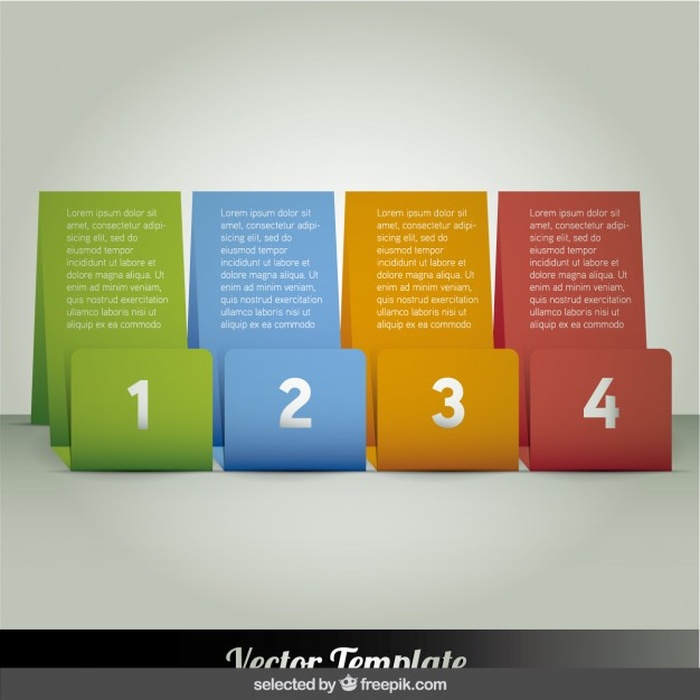 Lorem ipsum dolor sit
amet, consectetur adipi-
sicing elit, sed do
eiusmod tempor
incididunt ut labore et
dolore magna aliqua. Ut
enim ad minim veniam,
quis nostrud exercitation
ullamco laboris nisi ut
aliquip ex ea commodo
1
Lorem ipsum dolor sit
amet, consectetur adipi-
sicing elit, sed do
eiusmod tempor
incididunt ut labore et
dolore magna aliqua. Ut
enim ad minim veniam,
quis nostrud exercitation
ullamco laboris nisi ut
aliquip ex ea commodo
2
Lorem ipsum dolor sit
amet, consectetur adipi-
sicing elit, sed do
eiusmod tempor
incididunt ut labore et
dolore magna aliqua. Ut
enim ad minim veniam,
quis nostrud exercitation
ullamco laboris nisi ut
aliquip ex ea commodo
3
Lorem ipsum dolor sit
amet, consectetur adipi-
sicing elit, sed do
eiusmod tempor
incididunt ut labore et
dolore magna aliqua. Ut
enim ad minim veniam,
quis nostrud exercitation
ullamco laboris nisi ut
aliquip ex ea commodo
4
Vector Template
selected by freepik.com